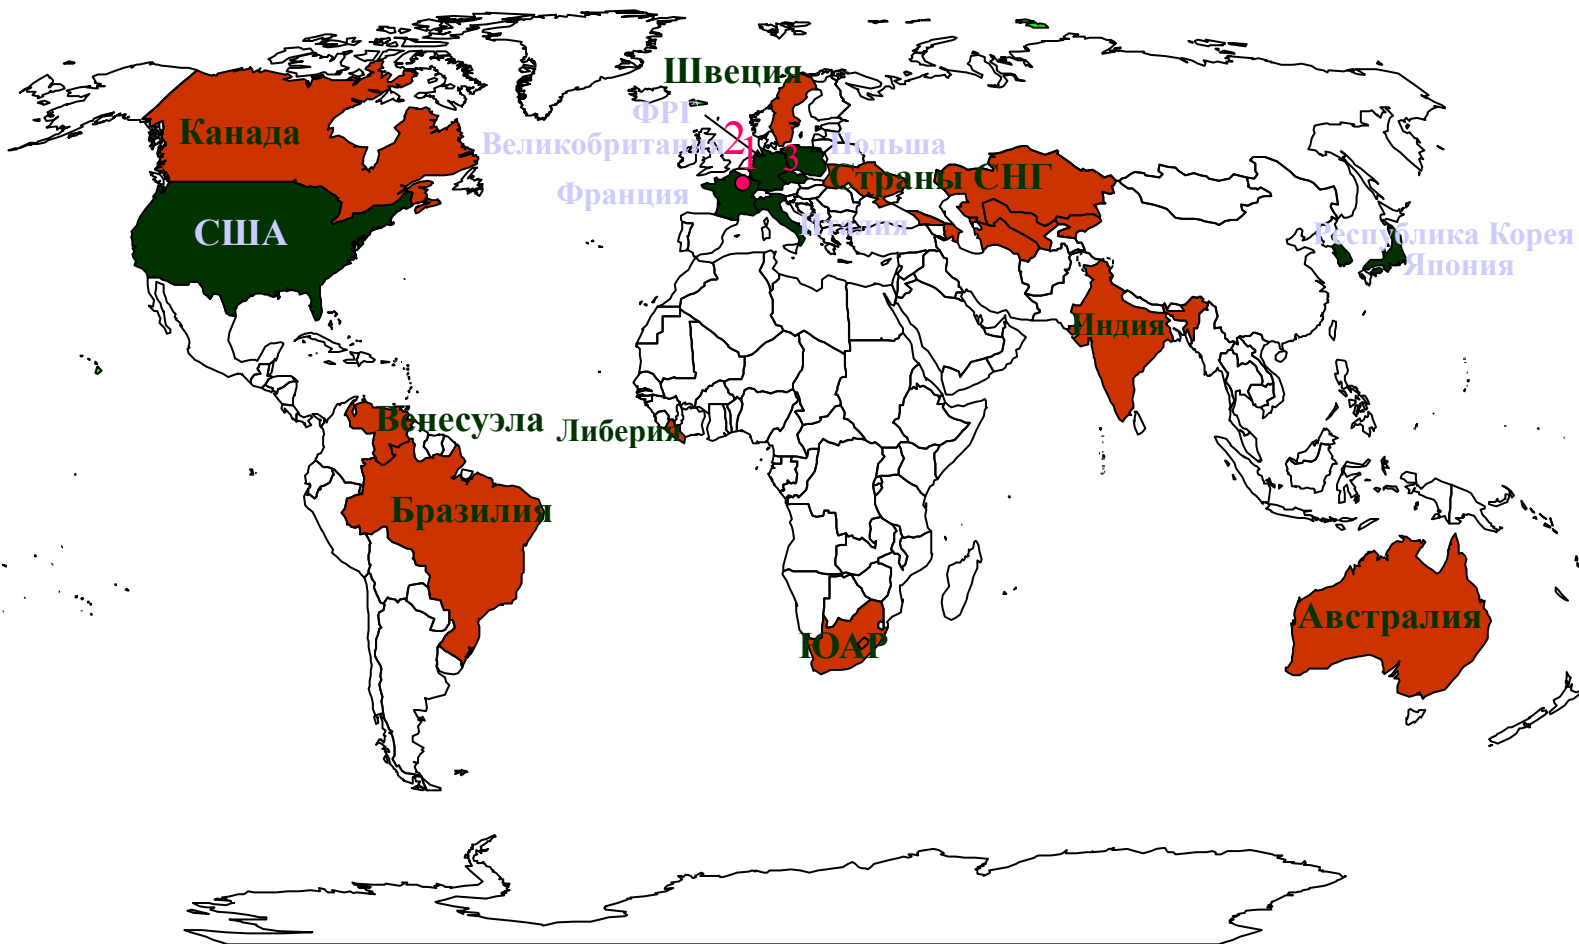 Швеция
ФРГ
Канада
Великобритания
2
1
3
Польша
Страны СНГ
Франция
США
Италия
Республика Корея
Япония
Индия
Венесуэла
Либерия
Бразилия
Австралия
ЮАР